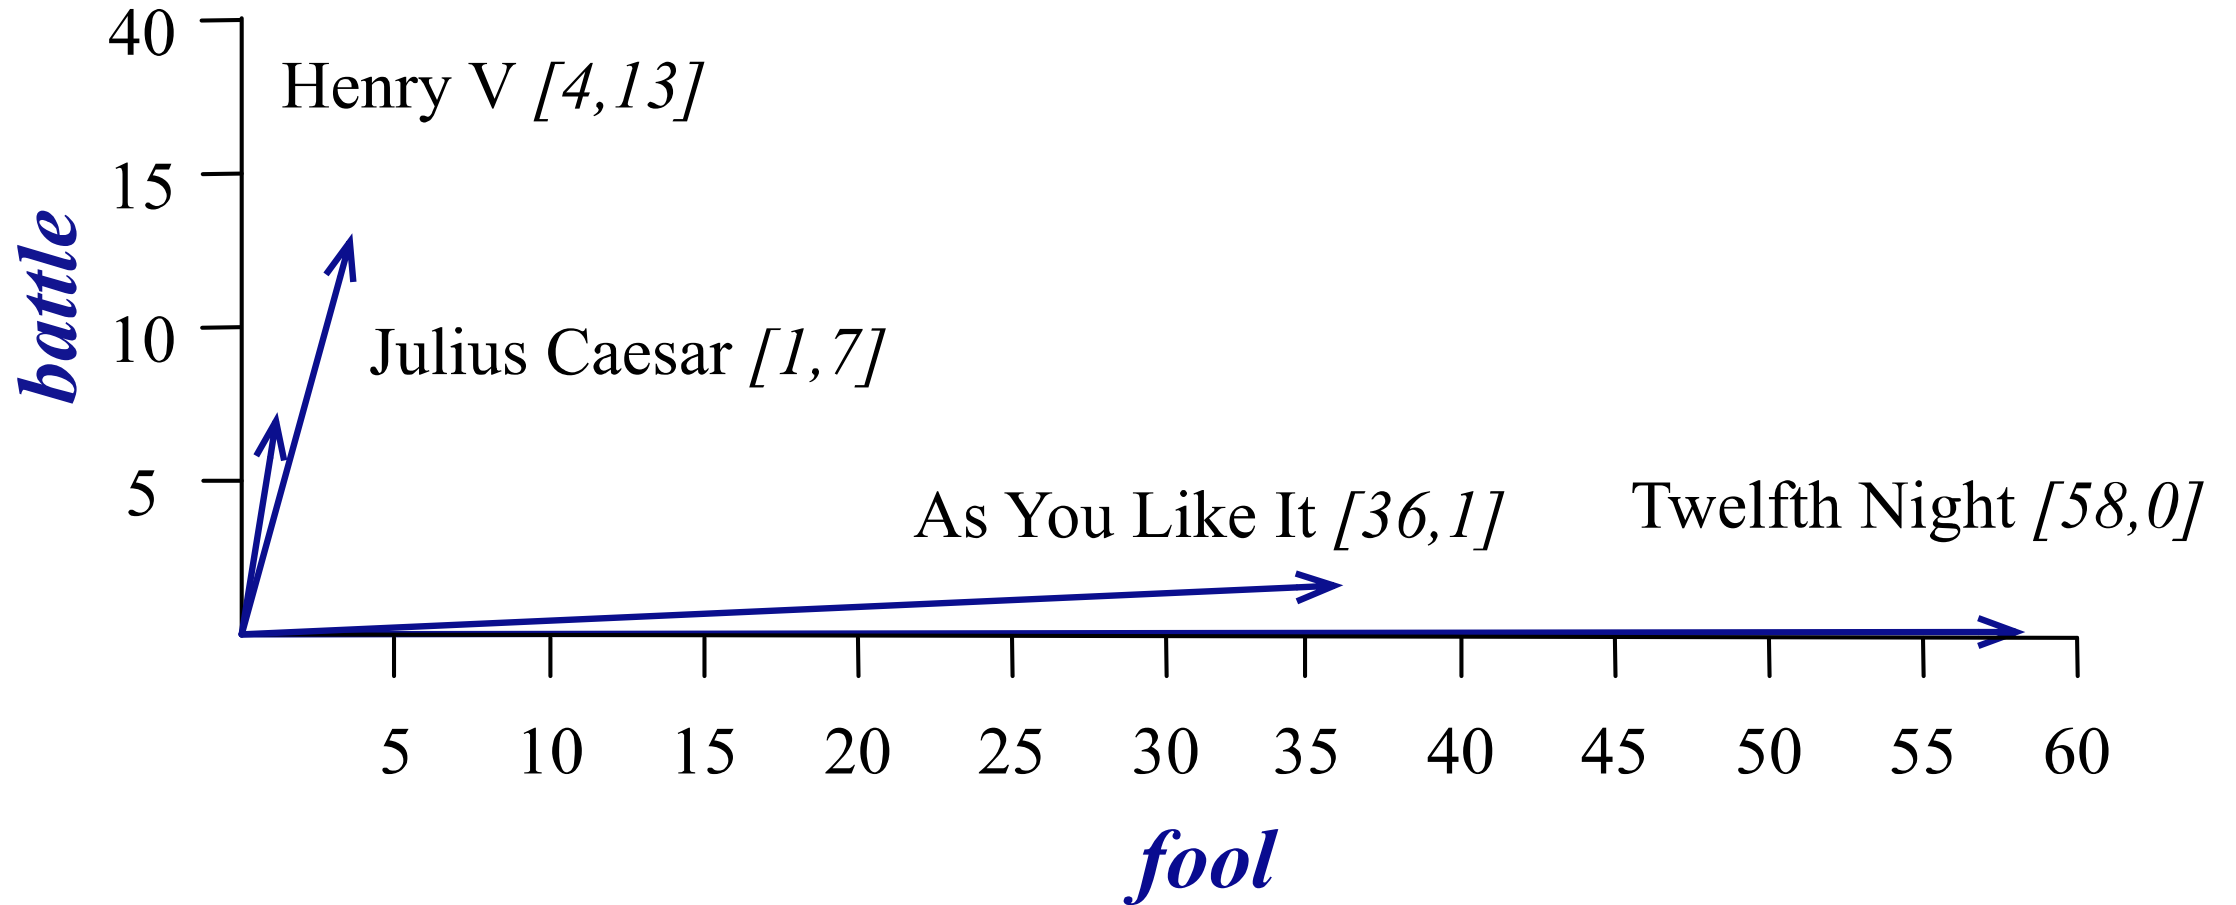 40
Henry V [4,13]
15
battle
10
Julius Caesar [1,7]
5
As You Like It [36,1]
Twelfth Night [58,0]
5 10 15 20 25 30 35 40 45 50 55 60
fool